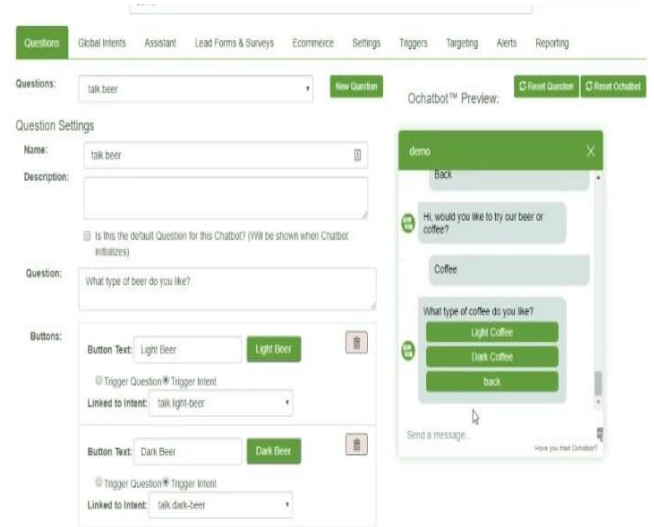 Questions Global Intents Assistant Lead Forms & Surveys Ecommerce Settings Triggers Targeting Alerts Reporting
Questions: talk.beer New Question
Ochatbot™ Preview: Reset Question Reset Ochatbot
Question Settings
Name: talk.beer
Description:
Is this the default Question for this Chatbot? (Will be shown when Chatbot
Initializes)
Question: What type of beer do you like?
Buttons:
Button Text: Light Beer Light Beer
Trigger Question Trigger Intent
Linked to Intent: talk.light-beer
Button Text: Dark Beer Dark Beer
Trigger Question Trigger Intent
Linked to Intent: talk.dark-beer
demo X
Back
Hi, would you like to try our beer or
coffee?
Coffee
What type of coffee do you like?
Light Coffee
Dark Coffee
back
Send a message..
Have you tried Ochatbot?